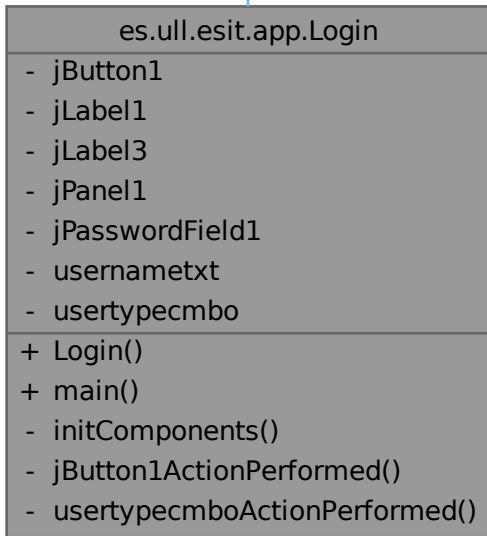 es.ull.esit.app.Login
- jButton1
- jLabel1
- jLabel3
- jPanel1
- jPasswordField1
- usernametxt
- usertypecmbo
+ Login()
+ main()
- initComponents()
- jButton1ActionPerformed()
- usertypecmboActionPerformed()